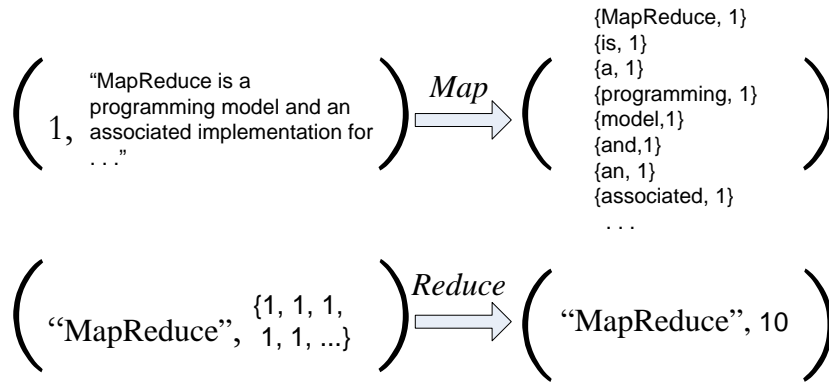 1, “MapReduce is a
programming model and an
associated implementation for
. . .”
Map
{MapReduce, 1}
{is, 1}
{a, 1}
{programming, 1}
{model,1}
{and,1}
{an, 1}
{associated, 1}
. . .
“MapReduce”, {1, 1, 1,
1, 1, ...}
Reduce
“MapReduce”, 10